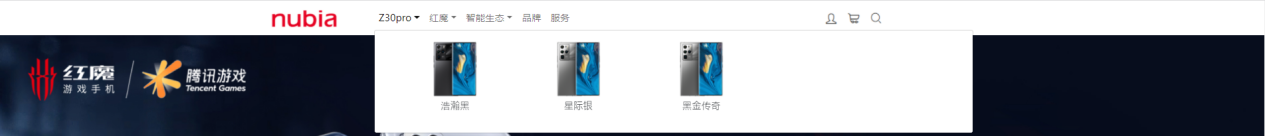 nubia Z30pro 红魔 智能生态 品牌 服务
红魔 腾讯游戏
游戏手机 Tencent Games
浩瀚黑 星际银 黑金传奇